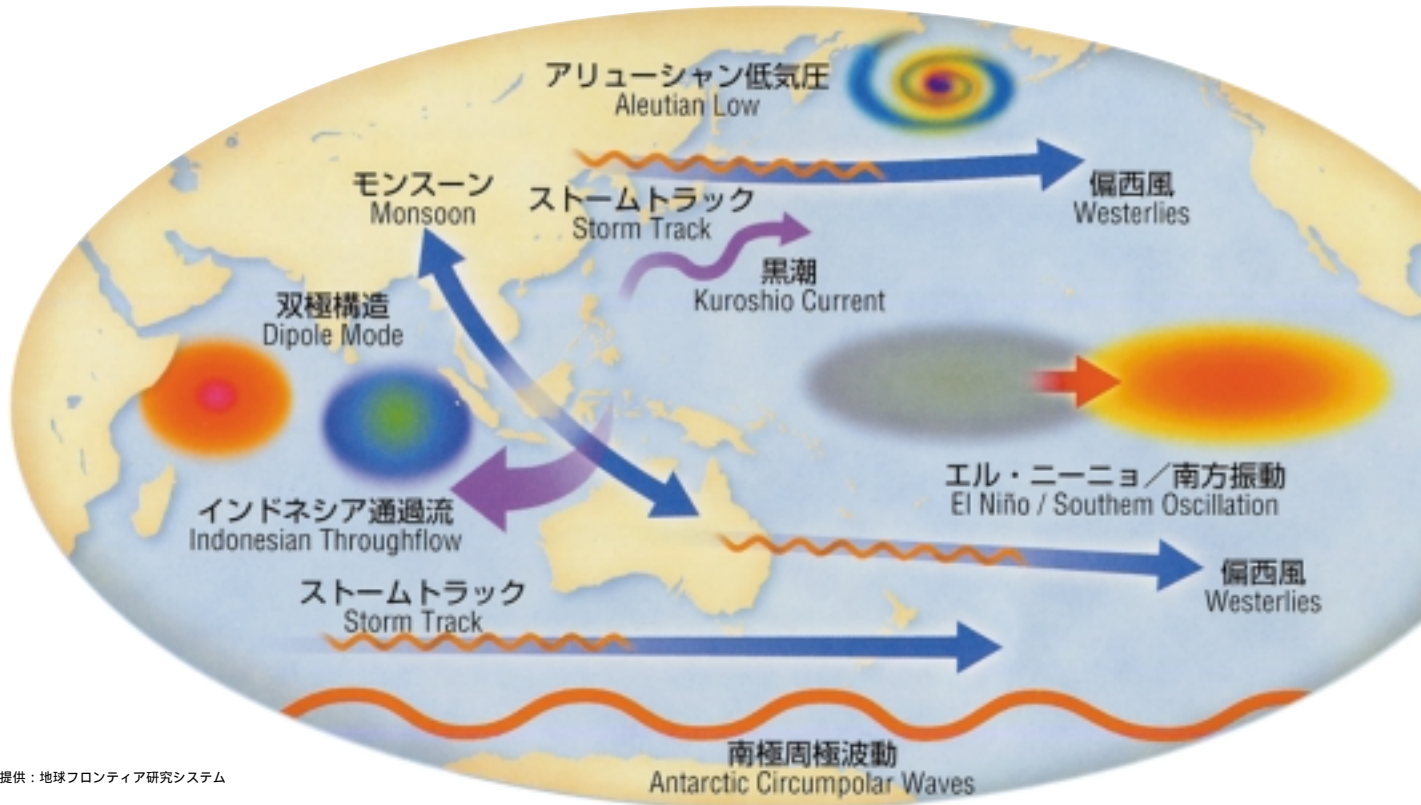 アリューシャン低気圧
Aleutian Low
モンスーン
Monsoon
ストームトラック
Storm Track
偏西風
Westerlies
黒潮
Kuroshio Current
双極構造
Dipole Mode
エル・ニーニョ／南方振動
El Niño / Southem Oscillation
インドネシア通過流
Indonesian Throughflow
偏西風
Westerlies
ストームトラック
Storm Track
南極周極波動
Antarctic Circumpolar Waves
提供：地球フロンティア研究システム